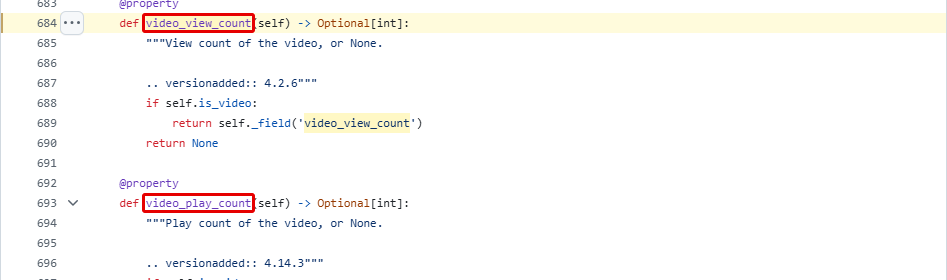 683 @property
684 ... def video_view_count(self) -> Optional[int]:
685 """View count of the video, or None.
686
687 .. versionadded:: 4.2.6"""
688 if self.is_video:
689 return self._field('video_view_count')
690 return None
691
692 @property
693 def video_play_count(self) -> Optional[int]:
694 """Play count of the video, or None.
695
696 .. versionadded:: 4.14.3"""